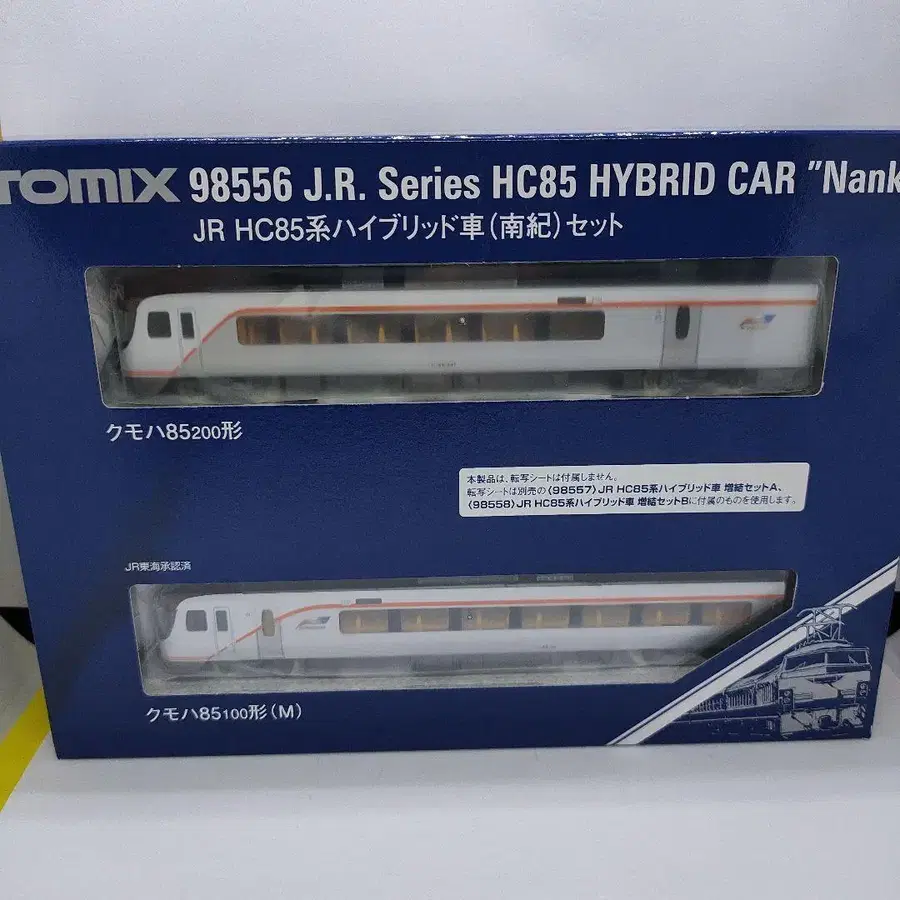 TOMIX 98556 J.R. Series HC85 HYBRID CAR "Nank
JR HC85系ハイブリッド車(南紀)セット
クモハ85200形
本製品は、転写シートは付属しません。
転写シートは別売の〈98557〉JR HC85系ハイブリッド車 増結セットA、
〈98558〉JR HC85系ハイブリッド車 増結セットBに付属のものを使用します。
JR東海承認済
クモハ85100形(M)